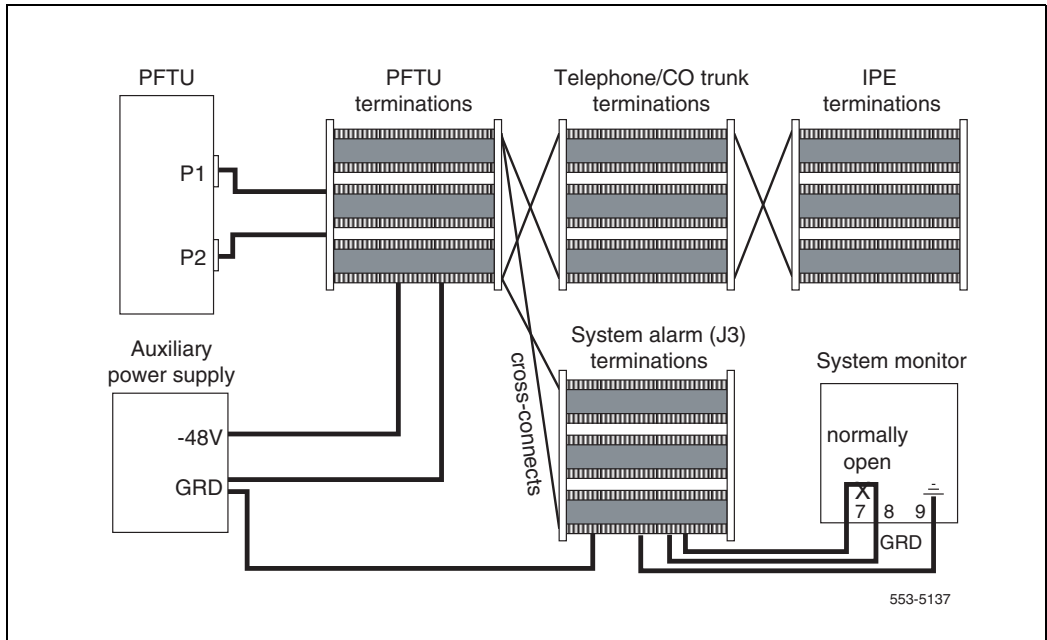 PFTU
PFTU
terminations
Telephone/CO trunk
terminations
IPE
terminations
P1
P2
Auxiliary
power supply
-48V
GRD
cross-connects
System alarm (J3)
terminations
System monitor
normally
open
X
7 8 9
GRD
553-5137